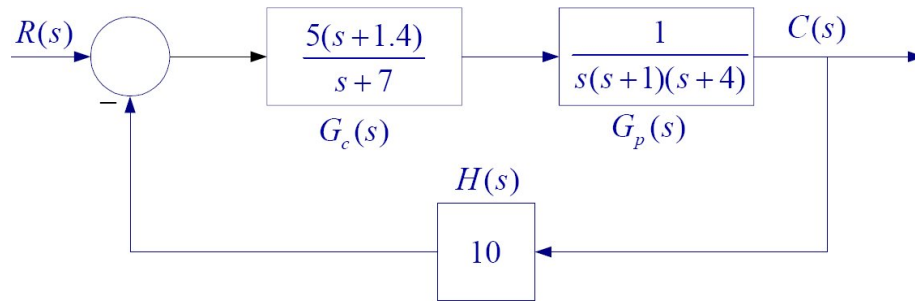 R(s)
−
5(s+1.4)
s+7
G_c(s)
1
s(s+1)(s+4)
G_p(s)
C(s)
H(s)
10